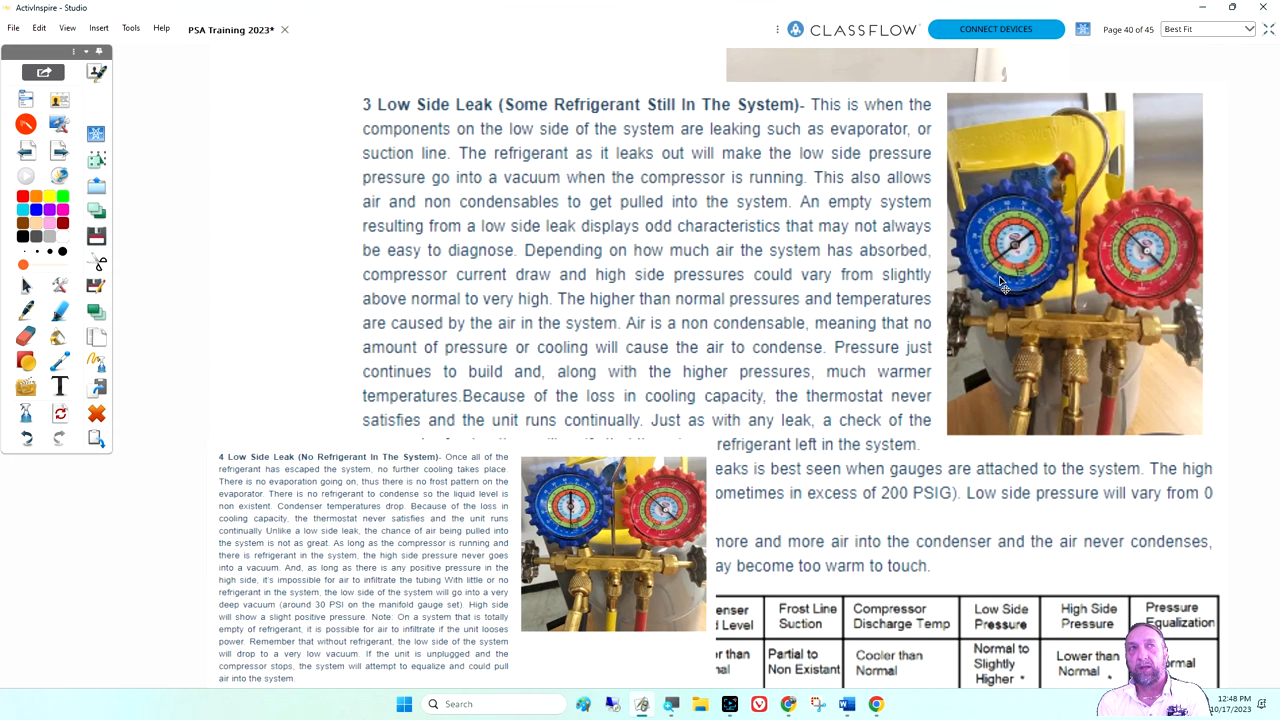 ActivInspire - Studio
File Edit View Insert Tools Help PSA Training 2023* CLASSFLOW CONNECT DEVICES Page 40 of 45 Best Fit
3 Low Side Leak (Some Refrigerant Still In The System)- This is when the
components on the low side of the system are leaking such as evaporator, or
suction line. The refrigerant as it leaks out will make the low side pressure
pressure go into a vacuum when the compressor is running. This also allows
air and non condensables to get pulled into the system. An empty system
resulting from a low side leak displays odd characteristics that may not always
be easy to diagnose. Depending on how much air the system has absorbed,
compressor current draw and high side pressures could vary from slightly
above normal to very high. The higher than normal pressures and temperatures
are caused by the air in the system. Air is a non condensable, meaning that no
amount of pressure or cooling will cause the air to condense. Pressure just
continues to build and, along with the higher pressures, much warmer
temperatures.Because of the loss in cooling capacity, the thermostat never
satisfies and the unit runs continually. Just as with any leak, a check of the
refrigerant left in the system.
eaks is best seen when gauges are attached to the system. The high
ometimes in excess of 200 PSIG). Low side pressure will vary from 0
more and more air into the condenser and the air never condenses,
ay become too warm to touch.
4 Low Side Leak (No Refrigerant In The System)- Once all of the
refrigerant has escaped the system, no further cooling takes place.
There is no evaporation going on, thus there is no frost pattern on the
evaporator. There is no refrigerant to condense so the liquid level is
non existent. Condenser temperatures drop. Because of the loss in
cooling capacity, the thermostat never satisfies and the unit runs
continually Unlike a low side leak, the chance of air being pulled into
the system is not as great. As long as the compressor is running and
there is refrigerant in the system, the high side pressure never goes
into a vacuum. And, as long as there is any positive pressure in the
high side, it's impossible for air to infiltrate the tubing With little or no
refrigerant in the system, the low side of the system will go into a very
deep vacuum (around 30 PSI on the manifold gauge set). High side
will show a slight positive pressure. Note: On a system that is totally
empty of refrigerant, it is possible for air to infiltrate if the unit looses
power. Remember that without refrigerant, the low side of the system
will drop to a very low vacuum. If the unit is unplugged and the
compressor stops, the system will attempt to equalize and could pull
air into the system.
enser Frost Line Compressor Low Side High Side Pressure
d Level Suction Discharge Temp Pressure Pressure Equalization
er than Partial to Cooler than Normal to Lower than ormal
al Non Existant Normal Slightly Normal
Higher *
Search
12:48 PM
10/17/2023